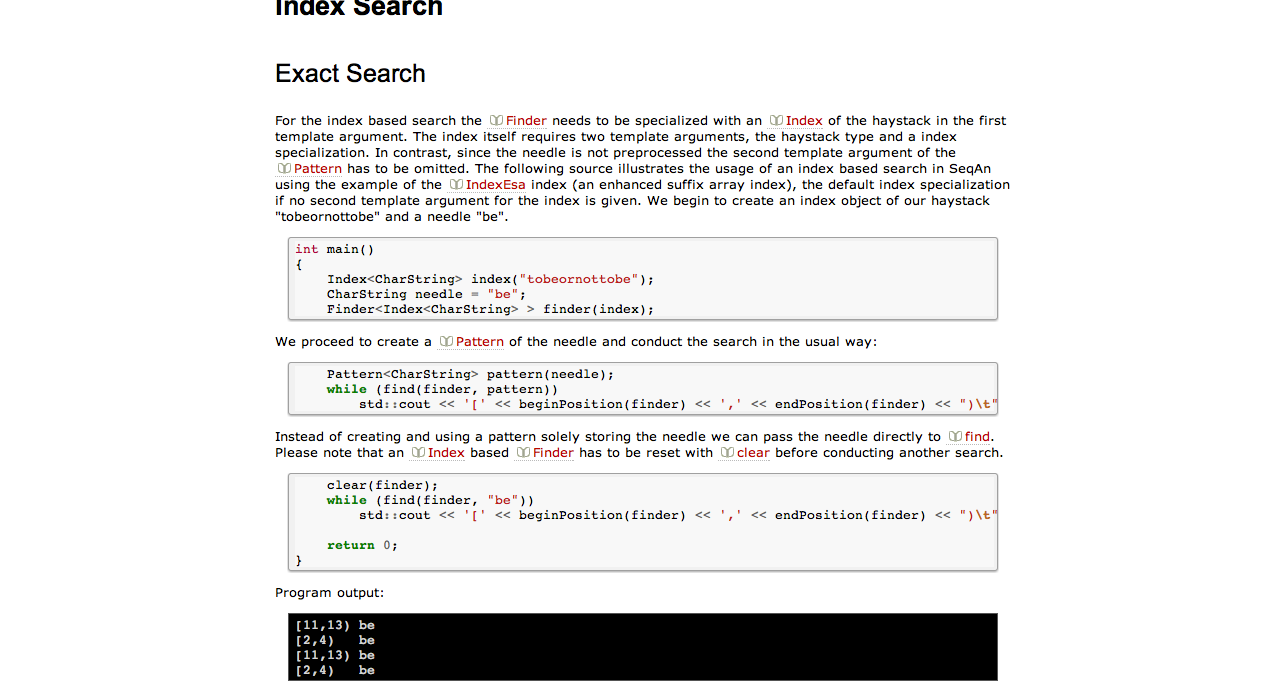 Index Search
Exact Search
For the index based search the Finder needs to be specialized with an Index of the haystack in the first
template argument. The index itself requires two template arguments, the haystack type and a index
specialization. In contrast, since the needle is not preprocessed the second template argument of the
Pattern has to be omitted. The following source illustrates the usage of an index based search in SeqAn
using the example of the IndexEsa index (an enhanced suffix array index), the default index specialization
if no second template argument for the index is given. We begin to create an index object of our haystack
"tobeornottobe" and a needle "be".
int main()
{
    Index<CharString> index("tobeornottobe");
    CharString needle = "be";
    Finder<Index<CharString> > finder(index);
We proceed to create a Pattern of the needle and conduct the search in the usual way:
    Pattern<CharString> pattern(needle);
    while (find(finder, pattern))
        std::cout << '[' << beginPosition(finder) << ',' << endPosition(finder) << ")\t"
Instead of creating and using a pattern solely storing the needle we can pass the needle directly to find.
Please note that an Index based Finder has to be reset with clear before conducting another search.
    clear(finder);
    while (find(finder, "be"))
        std::cout << '[' << beginPosition(finder) << ',' << endPosition(finder) << ")\t"
    return 0;
}
Program output:
[11,13) be
[2,4)   be
[11,13) be
[2,4)   be